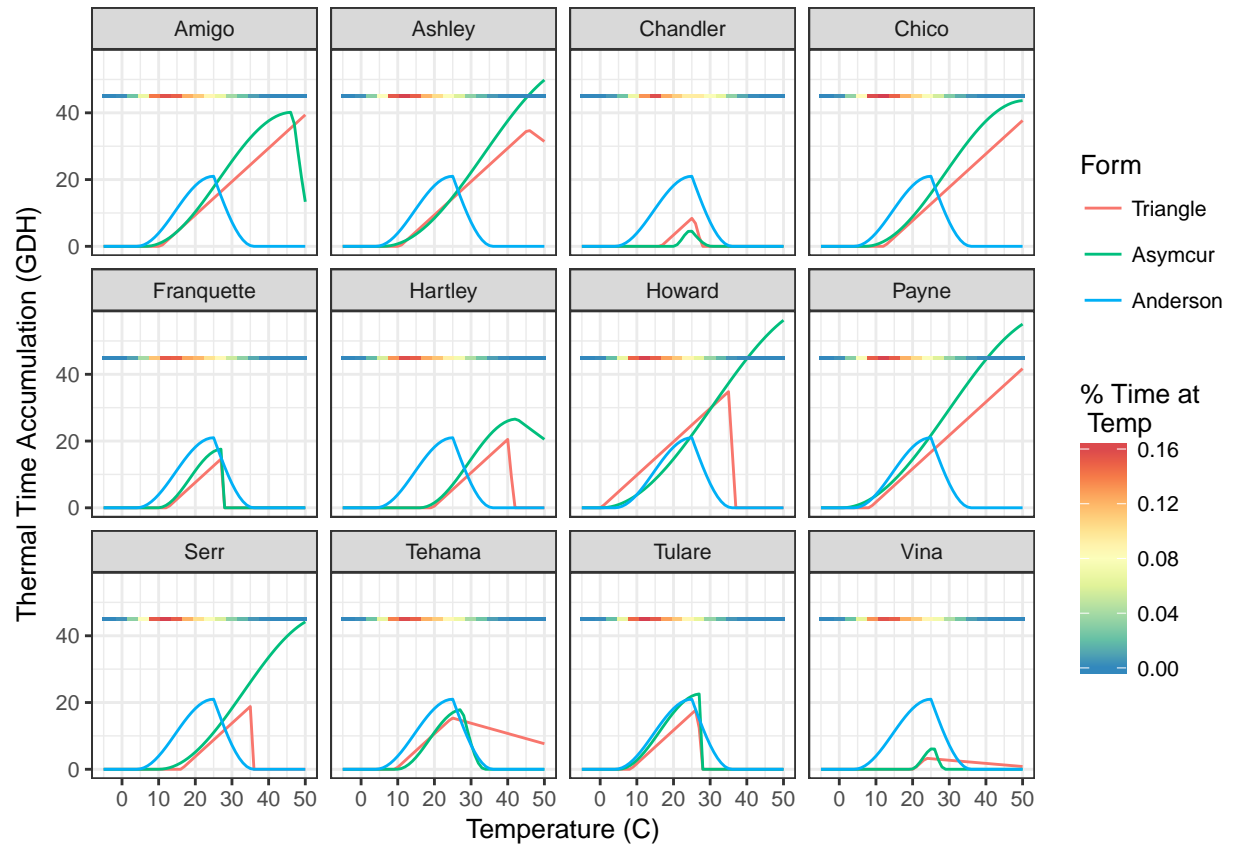 Amigo Ashley Chandler Chico
40
20
0
Franquette Hartley Howard Payne
40
20
0
Serr Tehama Tulare Vina
40
20
0
0 10 20 30 40 50 0 10 20 30 40 50 0 10 20 30 40 50 0 10 20 30 40 50
Temperature (C)
Thermal Time Accumulation (GDH)
Form
Triangle
Asymcur
Anderson
% Time at
Temp
0.16
0.12
0.08
0.04
0.00